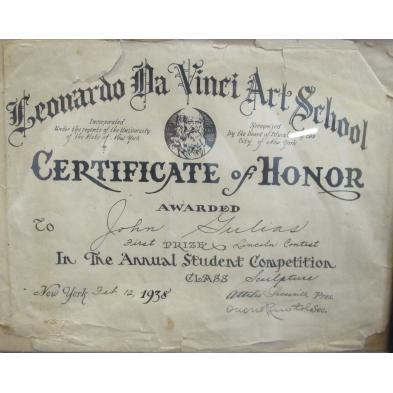 Leonardo Da Vinci Art School
Incorporated
Under the regents of the University
of the State of
New York
Recognized
by the Board of Education of the
City of New York
CERTIFICATE of HONOR
AWARDED
To John Gulias
First PRIZE Lincoln Contest
In The Annual Student Competition
CLASS Sculpture
New York Feb 12, 1938
Attilio Piccirilli Pres.
Sec.